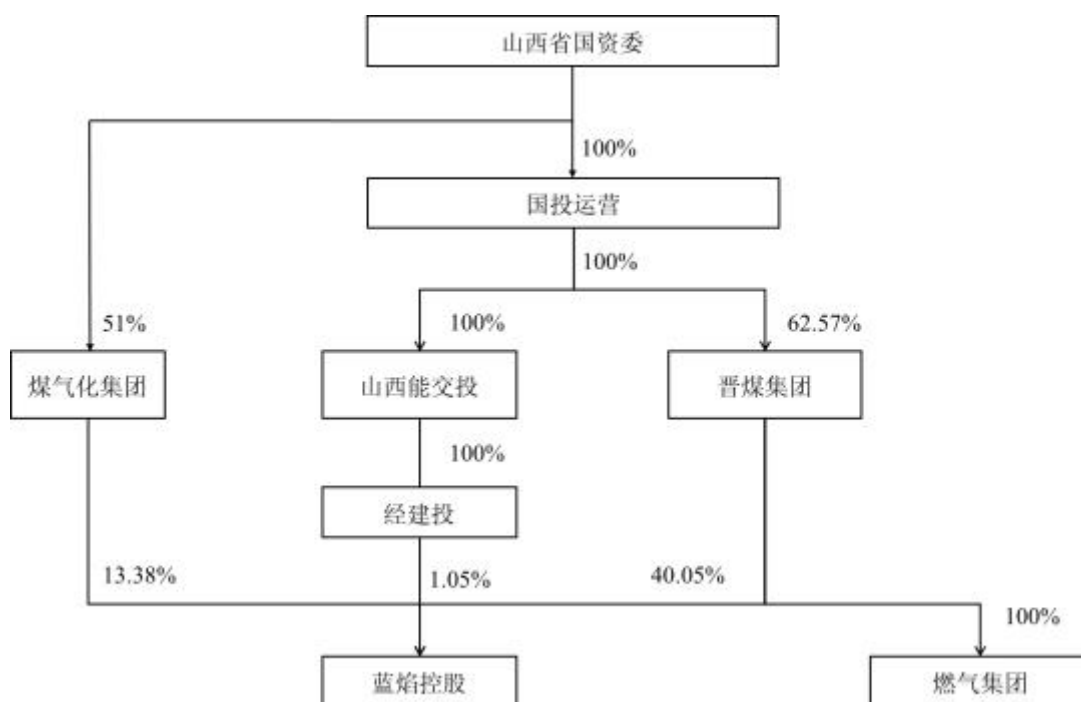 山西省国资委
100%
国投运营
100%
51%
100%
62.57%
煤气化集团
山西能交投
晋煤集团
100%
经建投
13.38%
1.05%
40.05%
100%
蓝焰控股
燃气集团